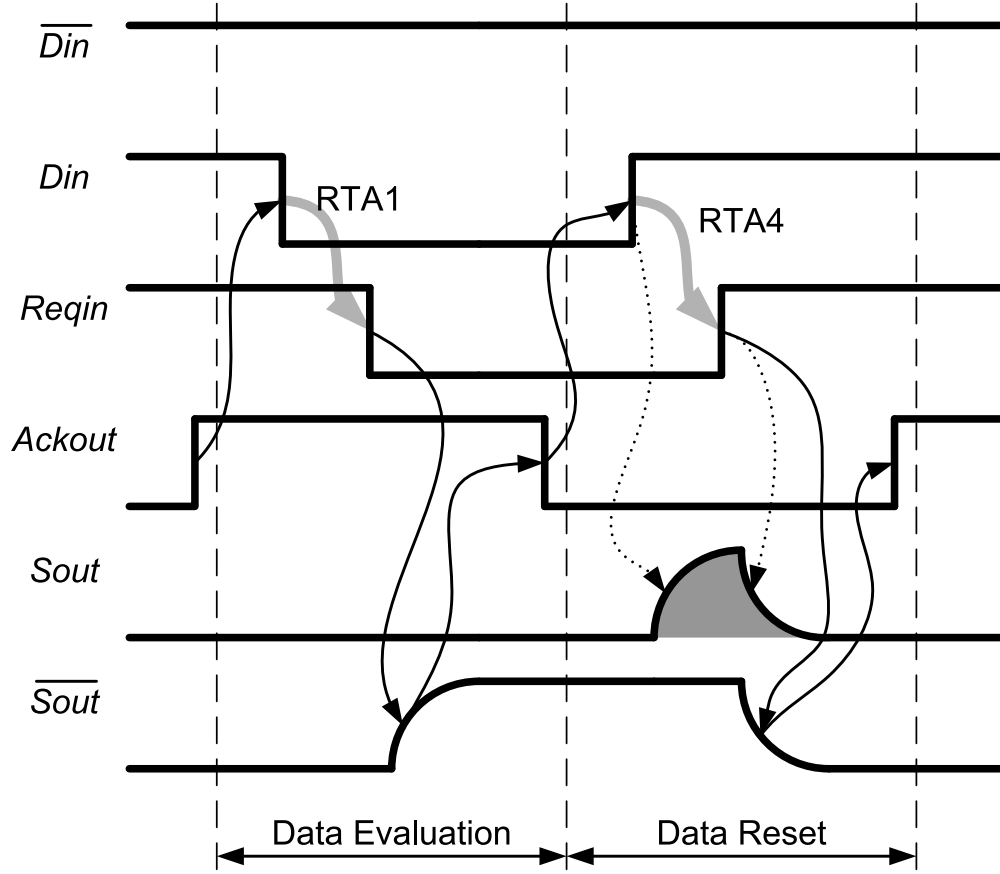 Din
Din
RTA1
RTA4
Reqin
Ackout
Sout
Sout
Data Evaluation
Data Reset